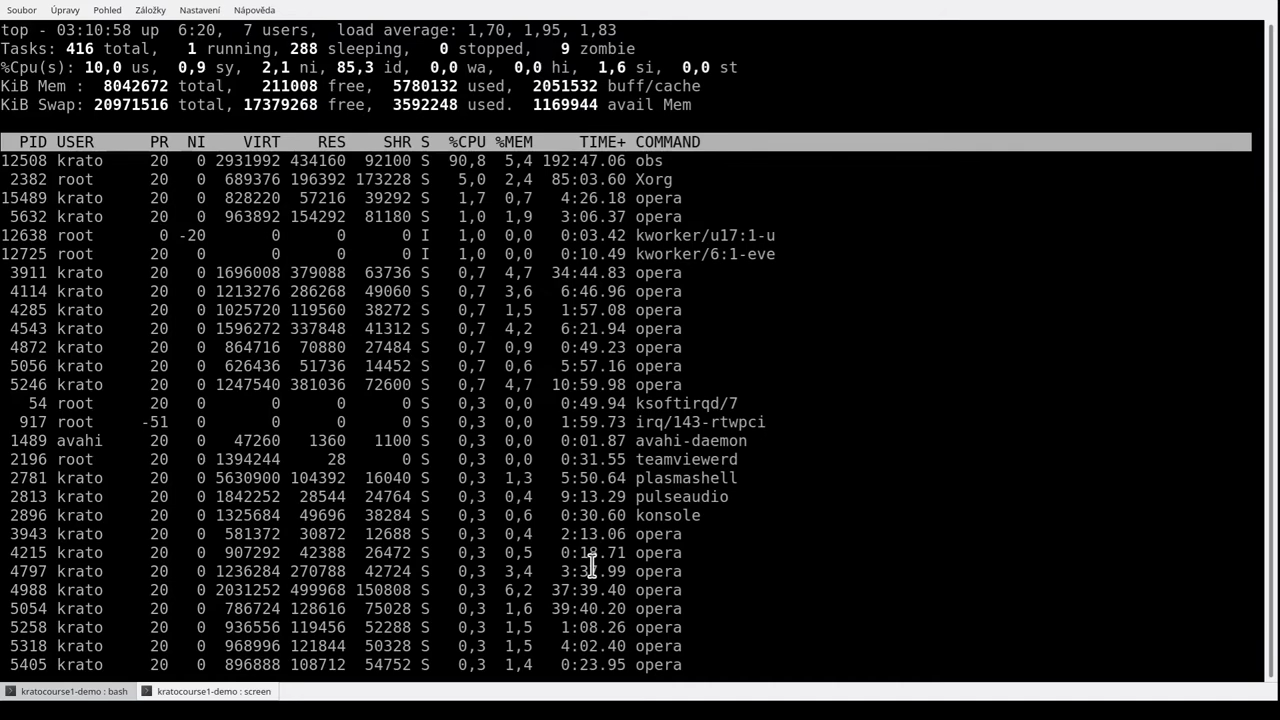 Soubor Úpravy Pohled Záložky Nastavení Nápověda
top - 03:10:58 up  6:20,  7 users,  load average: 1,70, 1,95, 1,83
Tasks: 416 total,   1 running, 288 sleeping,   0 stopped,   9 zombie
%Cpu(s): 10,0 us,  0,9 sy,  2,1 ni, 85,3 id,  0,0 wa,  0,0 hi,  1,6 si,  0,0 st
KiB Mem :  8042672 total,   211008 free,  5780132 used,  2051532 buff/cache
KiB Swap: 20971516 total, 17379268 free,  3592248 used.  1169944 avail Mem
PID USER PR NI VIRT RES SHR S %CPU %MEM TIME+ COMMAND
12508 krato 20 0 2931992 434160 92100 S 90,8 5,4 192:47.06 obs
2382 root 20 0 689376 196392 173228 S 5,0 2,4 85:03.60 Xorg
15489 krato 20 0 828220 57216 39292 S 1,7 0,7 4:26.18 opera
5632 krato 20 0 963892 154292 81180 S 1,0 1,9 3:06.37 opera
12638 root 0 -20 0 0 0 I 1,0 0,0 0:03.42 kworker/u17:1-u
12725 root 20 0 0 0 0 I 1,0 0,0 0:10.49 kworker/6:1-eve
3911 krato 20 0 1696008 379088 63736 S 0,7 4,7 34:44.83 opera
4114 krato 20 0 1213276 286268 49060 S 0,7 3,6 6:46.96 opera
4285 krato 20 0 1025720 119560 38272 S 0,7 1,5 1:57.08 opera
4543 krato 20 0 1596272 337848 41312 S 0,7 4,2 6:21.94 opera
4872 krato 20 0 864716 70880 27484 S 0,7 0,9 0:49.23 opera
5056 krato 20 0 626436 51736 14452 S 0,7 0,6 5:57.16 opera
5246 krato 20 0 1247540 381036 72600 S 0,7 4,7 10:59.98 opera
54 root 20 0 0 0 0 S 0,3 0,0 0:49.94 ksoftirqd/7
917 root -51 0 0 0 0 S 0,3 0,0 1:59.73 irq/143-rtwpci
1489 avahi 20 0 47260 1360 1100 S 0,3 0,0 0:01.87 avahi-daemon
2196 root 20 0 1394244 28 0 S 0,3 0,0 0:31.55 teamviewerd
2781 krato 20 0 5630900 104392 16040 S 0,3 1,3 5:50.64 plasmashell
2813 krato 20 0 1842252 28544 24764 S 0,3 0,4 9:13.29 pulseaudio
2896 krato 20 0 1325684 49696 38284 S 0,3 0,6 0:30.60 konsole
3943 krato 20 0 581372 30872 12688 S 0,3 0,4 2:13.06 opera
4215 krato 20 0 907292 42388 26472 S 0,3 0,5 opera
4797 krato 20 0 1236284 270788 42724 S 0,3 3,4 opera
4988 krato 20 0 2031252 499968 150808 S 0,3 6,2 37:39.40 opera
5054 krato 20 0 786724 128616 75028 S 0,3 1,6 39:40.20 opera
5258 krato 20 0 936556 119456 52288 S 0,3 1,5 1:08.26 opera
5318 krato 20 0 968996 121844 50328 S 0,3 1,5 4:02.40 opera
5405 krato 20 0 896888 108712 54752 S 0,3 1,4 0:23.95 opera
kratocourse1-demo : bash kratocourse1-demo : screen